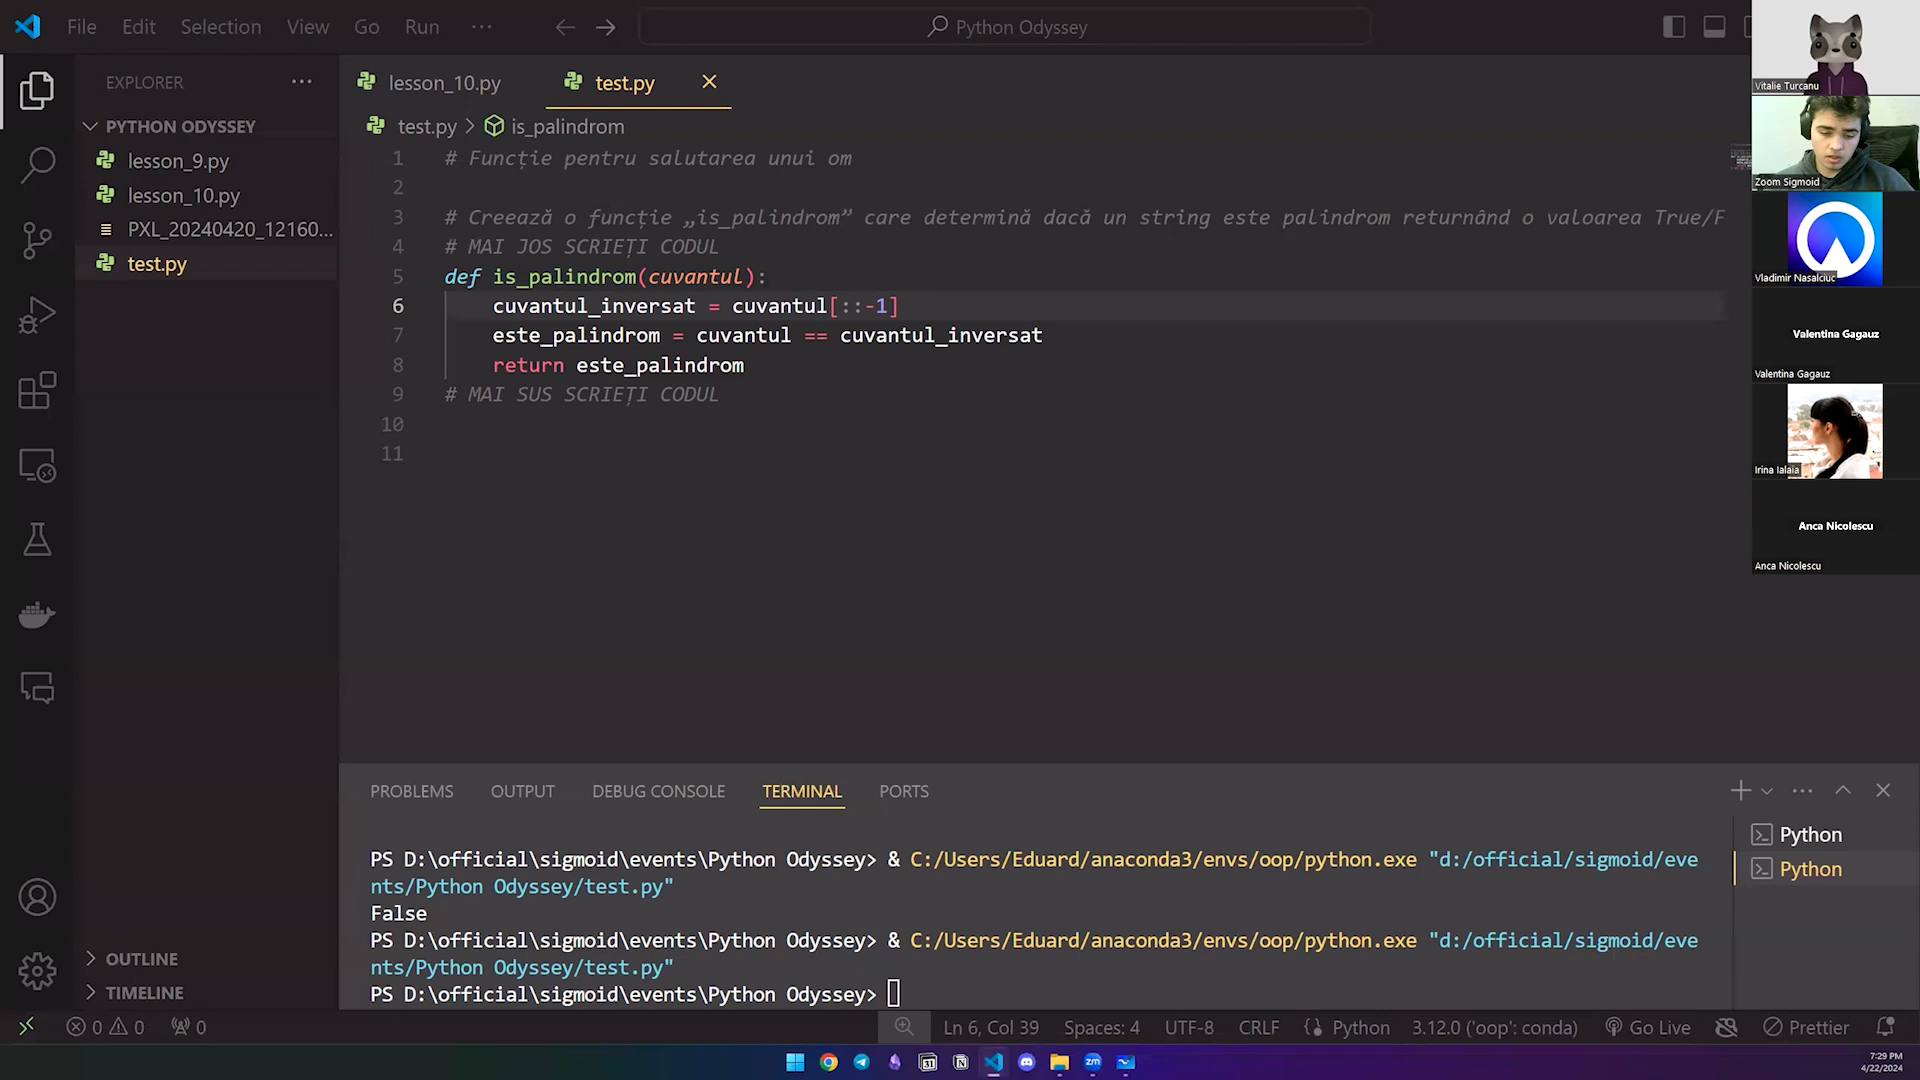 File Edit Selection View Go Run ···
Python Odyssey
EXPLORER
PYTHON ODYSSEY
lesson_9.py
lesson_10.py
PXL_20240420_12160...
test.py
OUTLINE
TIMELINE
lesson_10.py test.py
test.py > is_palindrom
1 # Funcție pentru salutarea unui om
2
3 # Creează o funcție „is_palindrom” care determină dacă un string este palindrom returnând o valoarea True/F
4 # MAI JOS SCRIEȚI CODUL
5 def is_palindrom(cuvantul):
6 cuvantul_inversat = cuvantul[::-1]
7 este_palindrom = cuvantul == cuvantul_inversat
8 return este_palindrom
9 # MAI SUS SCRIEȚI CODUL
10
11
PROBLEMS OUTPUT DEBUG CONSOLE TERMINAL PORTS
PS D:\official\sigmoid\events\Python Odyssey> & C:/Users/Eduard/anaconda3/envs/oop/python.exe "d:/official/sigmoid/eve
nts/Python Odyssey/test.py"
False
PS D:\official\sigmoid\events\Python Odyssey> & C:/Users/Eduard/anaconda3/envs/oop/python.exe "d:/official/sigmoid/eve
nts/Python Odyssey/test.py"
PS D:\official\sigmoid\events\Python Odyssey>
Python
Python
Vitalie Turcanu
Zoom Sigmoid
Vladimir Nasalciuc
Valentina Gagauz
Valentina Gagauz
Irina Ialaia
Anca Nicolescu
Anca Nicolescu
0 0 0 Ln 6, Col 39 Spaces: 4 UTF-8 CRLF Python 3.12.0 ('oop': conda) Go Live Prettier
31 zm
7:29 PM
4/22/2024